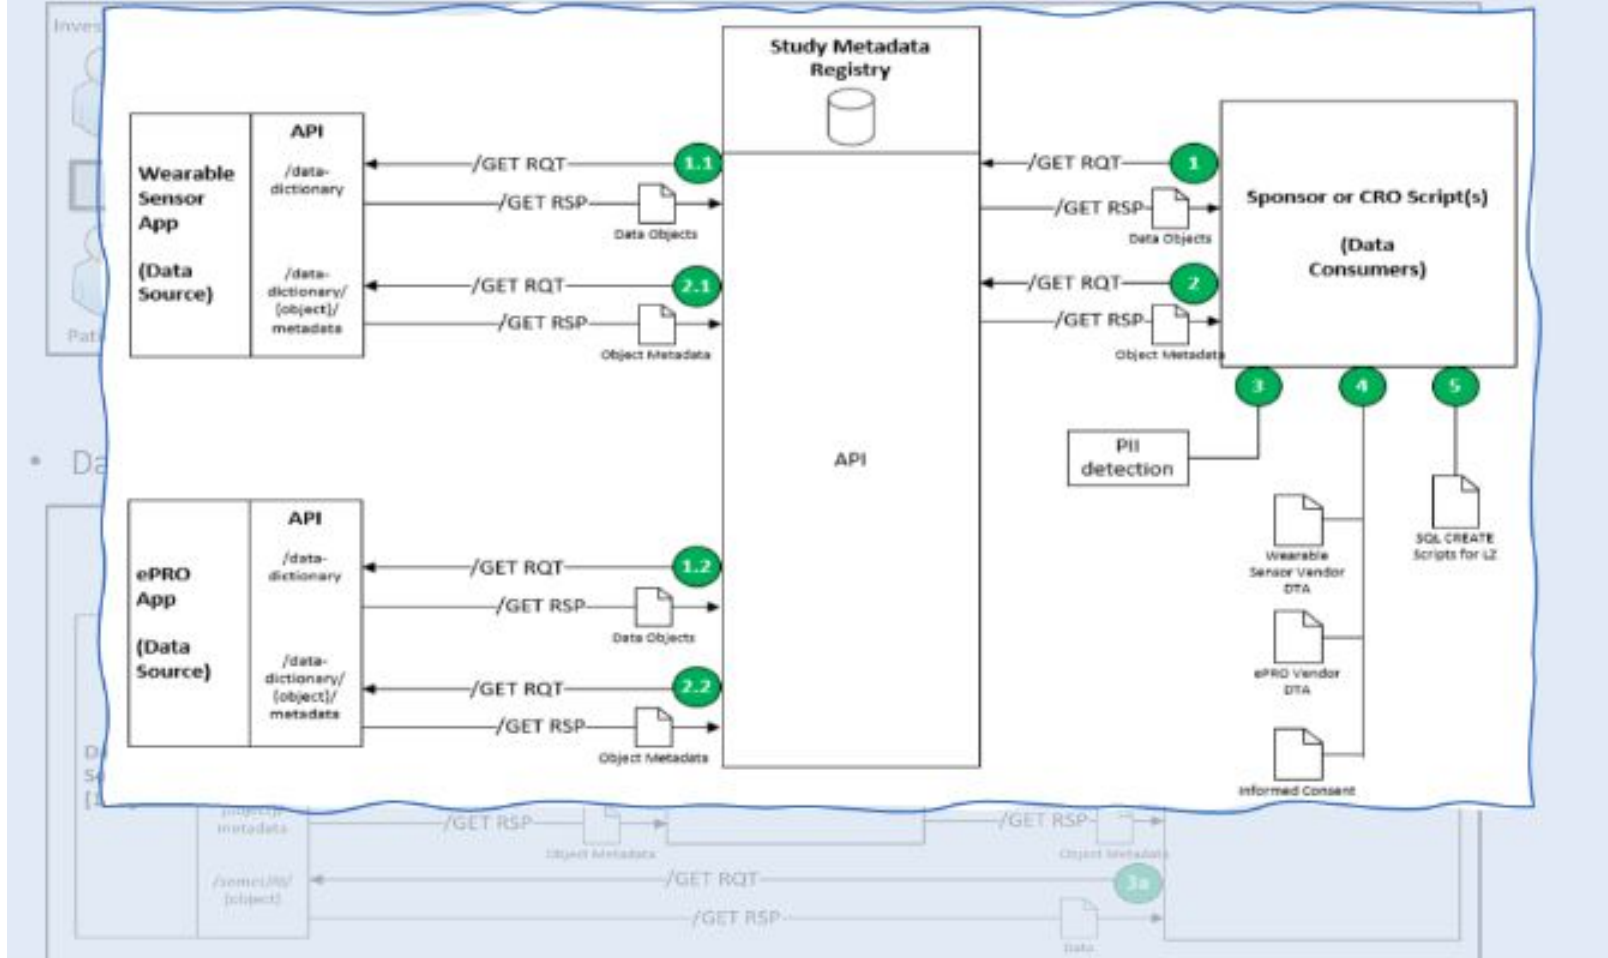 Inves
Study Metadata
Registry
API
Wearable
Sensor
App
(Data
Source)
API
/data-
dictionary
/data-
dictionary/
{object}/
metadata
/GET RQT
1.1
/GET RSP
Data Objects
/GET RQT
2.1
/GET RSP
Object Metadata
/GET RQT
1
/GET RSP
Data Objects
/GET RQT
2
/GET RSP
Object Metadata
Sponsor or CRO Script(s)
(Data
Consumers)
3
4
5
PII
detection
Wearable
Sensor Vendor
DTA
ePRO Vendor
DTA
Informed Consent
SQL CREATE
Scripts for LZ
ePRO
App
(Data
Source)
API
/data-
dictionary
/data-
dictionary/
{object}/
metadata
/GET RQT
1.2
/GET RSP
Data Objects
/GET RQT
2.2
/GET RSP
Object Metadata
Pati
• Da
metadata
/GET RSP
Object Metadata
/GET RSP
Object Metadata
{object}
/GET RQT
3a
/GET RSP
Data